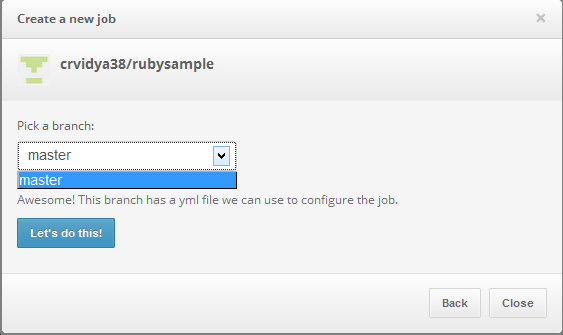 Create a new job
crvidya38/rubysample
Pick a branch:
master
master
Awesome! This branch has a yml file we can use to configure the job.
Let's do this!
Back
Close